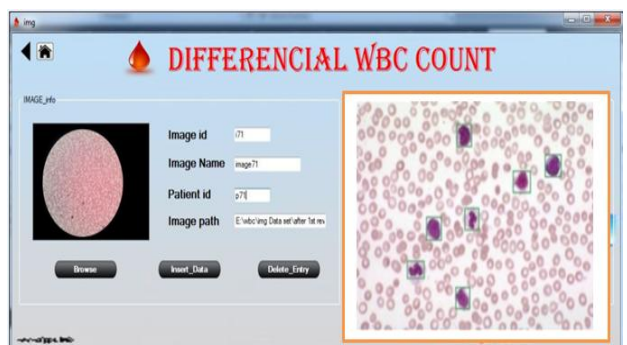 img
DIFFERENCIAL WBC COUNT
IMAGE_info
Image id i71
Image Name image71
Patient id p71
Image path E:\wbc\img Data set\after 1st rev
Browse Insert_Data Delete_Entry